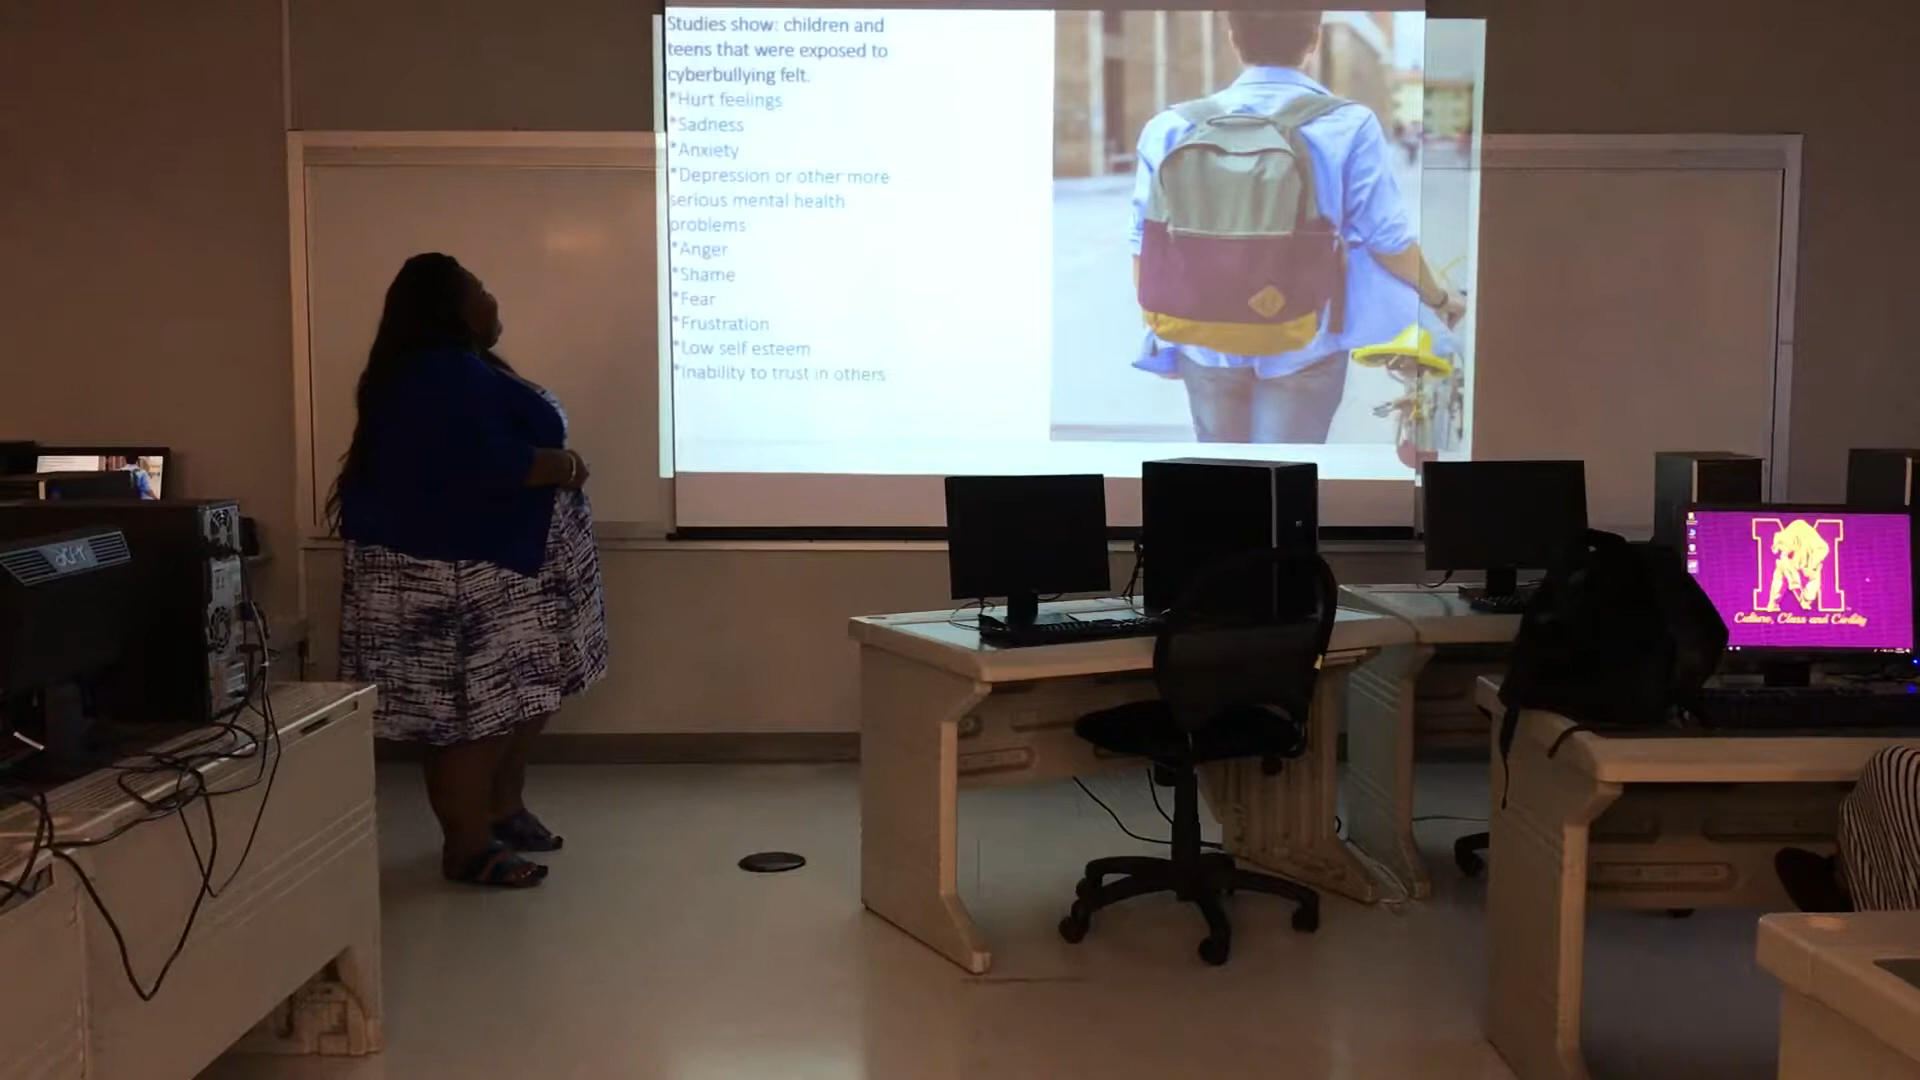 Studies show: children and
teens that were exposed to
cyberbullying felt.
*Hurt feelings
*Sadness
*Anxiety
*Depression or other more
serious mental health
problems
*Anger
*Shame
*Fear
*Frustration
*Low self esteem
*Inability to trust in others
M
Culture, Class and Civility